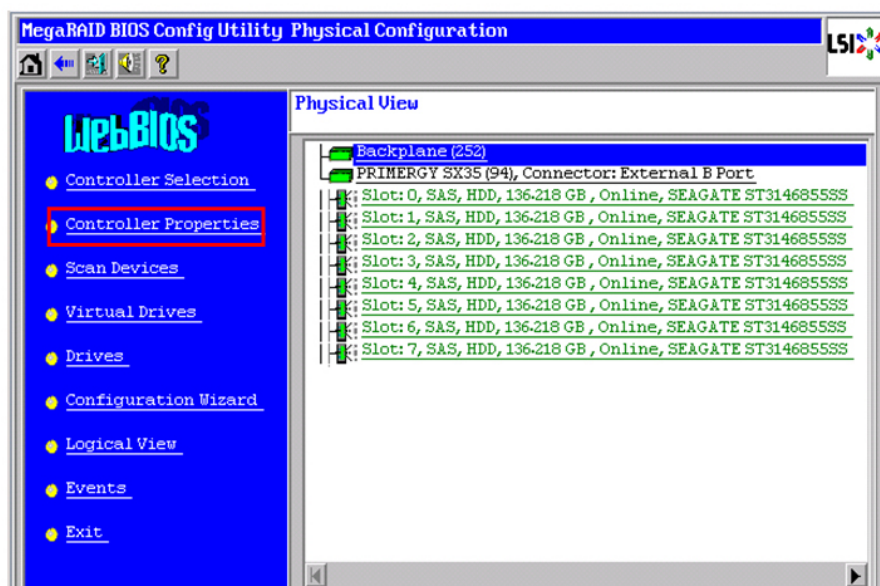 MegaRAID BIOS Config Utility Physical Configuration
LSI
WebBIOS
Controller Selection
Controller Properties
Scan Devices
Virtual Drives
Drives
Configuration Wizard
Logical View
Events
Exit
Physical View
Backplane (252)
PRIMERGY SX35 (94), Connector: External B Port
Slot: 0, SAS, HDD, 136.218 GB , Online, SEAGATE ST3146855SS
Slot: 1, SAS, HDD, 136.218 GB , Online, SEAGATE ST3146855SS
Slot: 2, SAS, HDD, 136.218 GB , Online, SEAGATE ST3146855SS
Slot: 3, SAS, HDD, 136.218 GB , Online, SEAGATE ST3146855SS
Slot: 4, SAS, HDD, 136.218 GB , Online, SEAGATE ST3146855SS
Slot: 5, SAS, HDD, 136.218 GB , Online, SEAGATE ST3146855SS
Slot: 6, SAS, HDD, 136.218 GB , Online, SEAGATE ST3146855SS
Slot: 7, SAS, HDD, 136.218 GB , Online, SEAGATE ST3146855SS